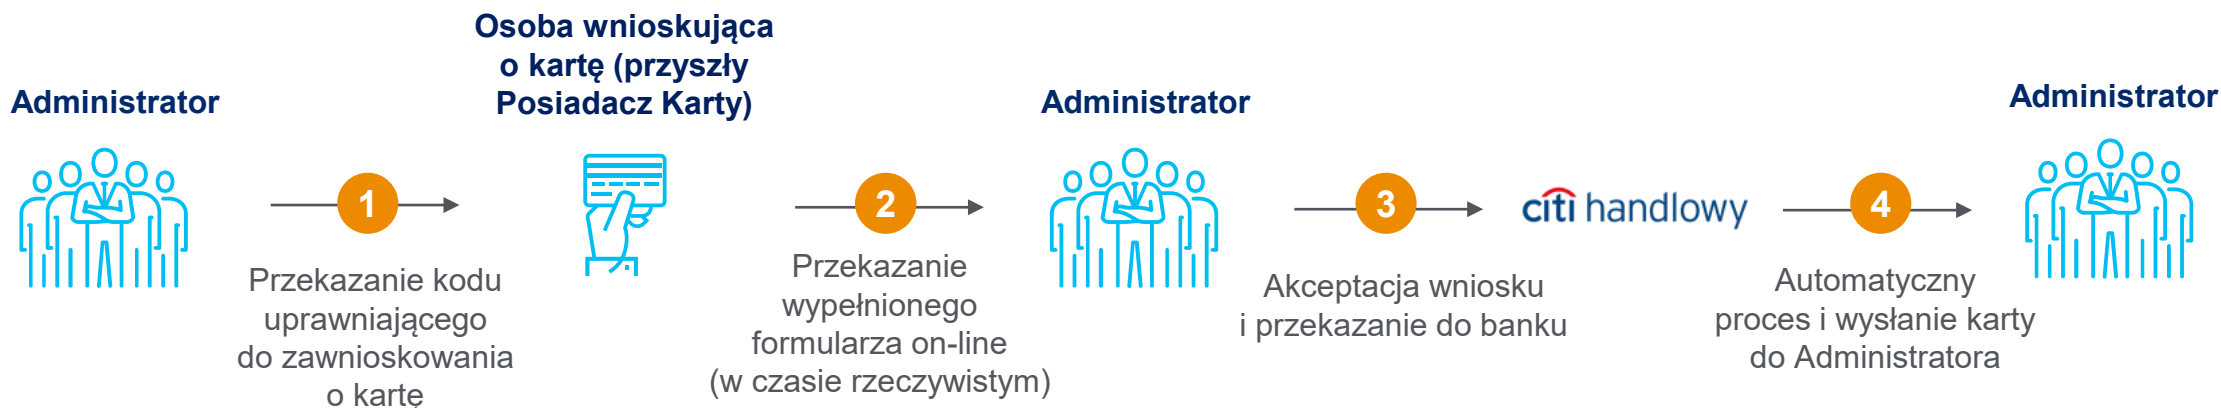 Administrator
1
Przekazanie kodu
uprawniającego
do zawnioskowania
o kartę
Osoba wnioskująca
o kartę (przyszły
Posiadacz Karty)
2
Przekazanie
wypełnionego
formularza on-line
(w czasie rzeczywistym)
Administrator
3
Akceptacja wniosku
i przekazanie do banku
citi handlowy
4
Automatyczny
proces i wysłanie karty
do Administratora
Administrator